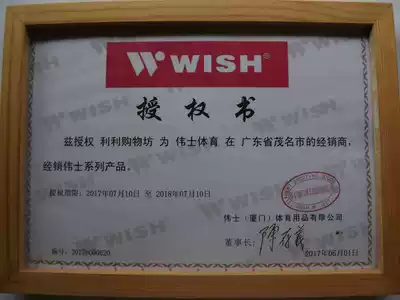 WISH
授权书
兹授权 利利购物坊 为 伟士体育 在 广东省茂名市的经销商,
经销伟士系列产品。
授权期限: 2017年07月10日 至 2018年07月10日
伟士(厦门)体育用品有限公司
董事长:
编号:
2017年06月01日